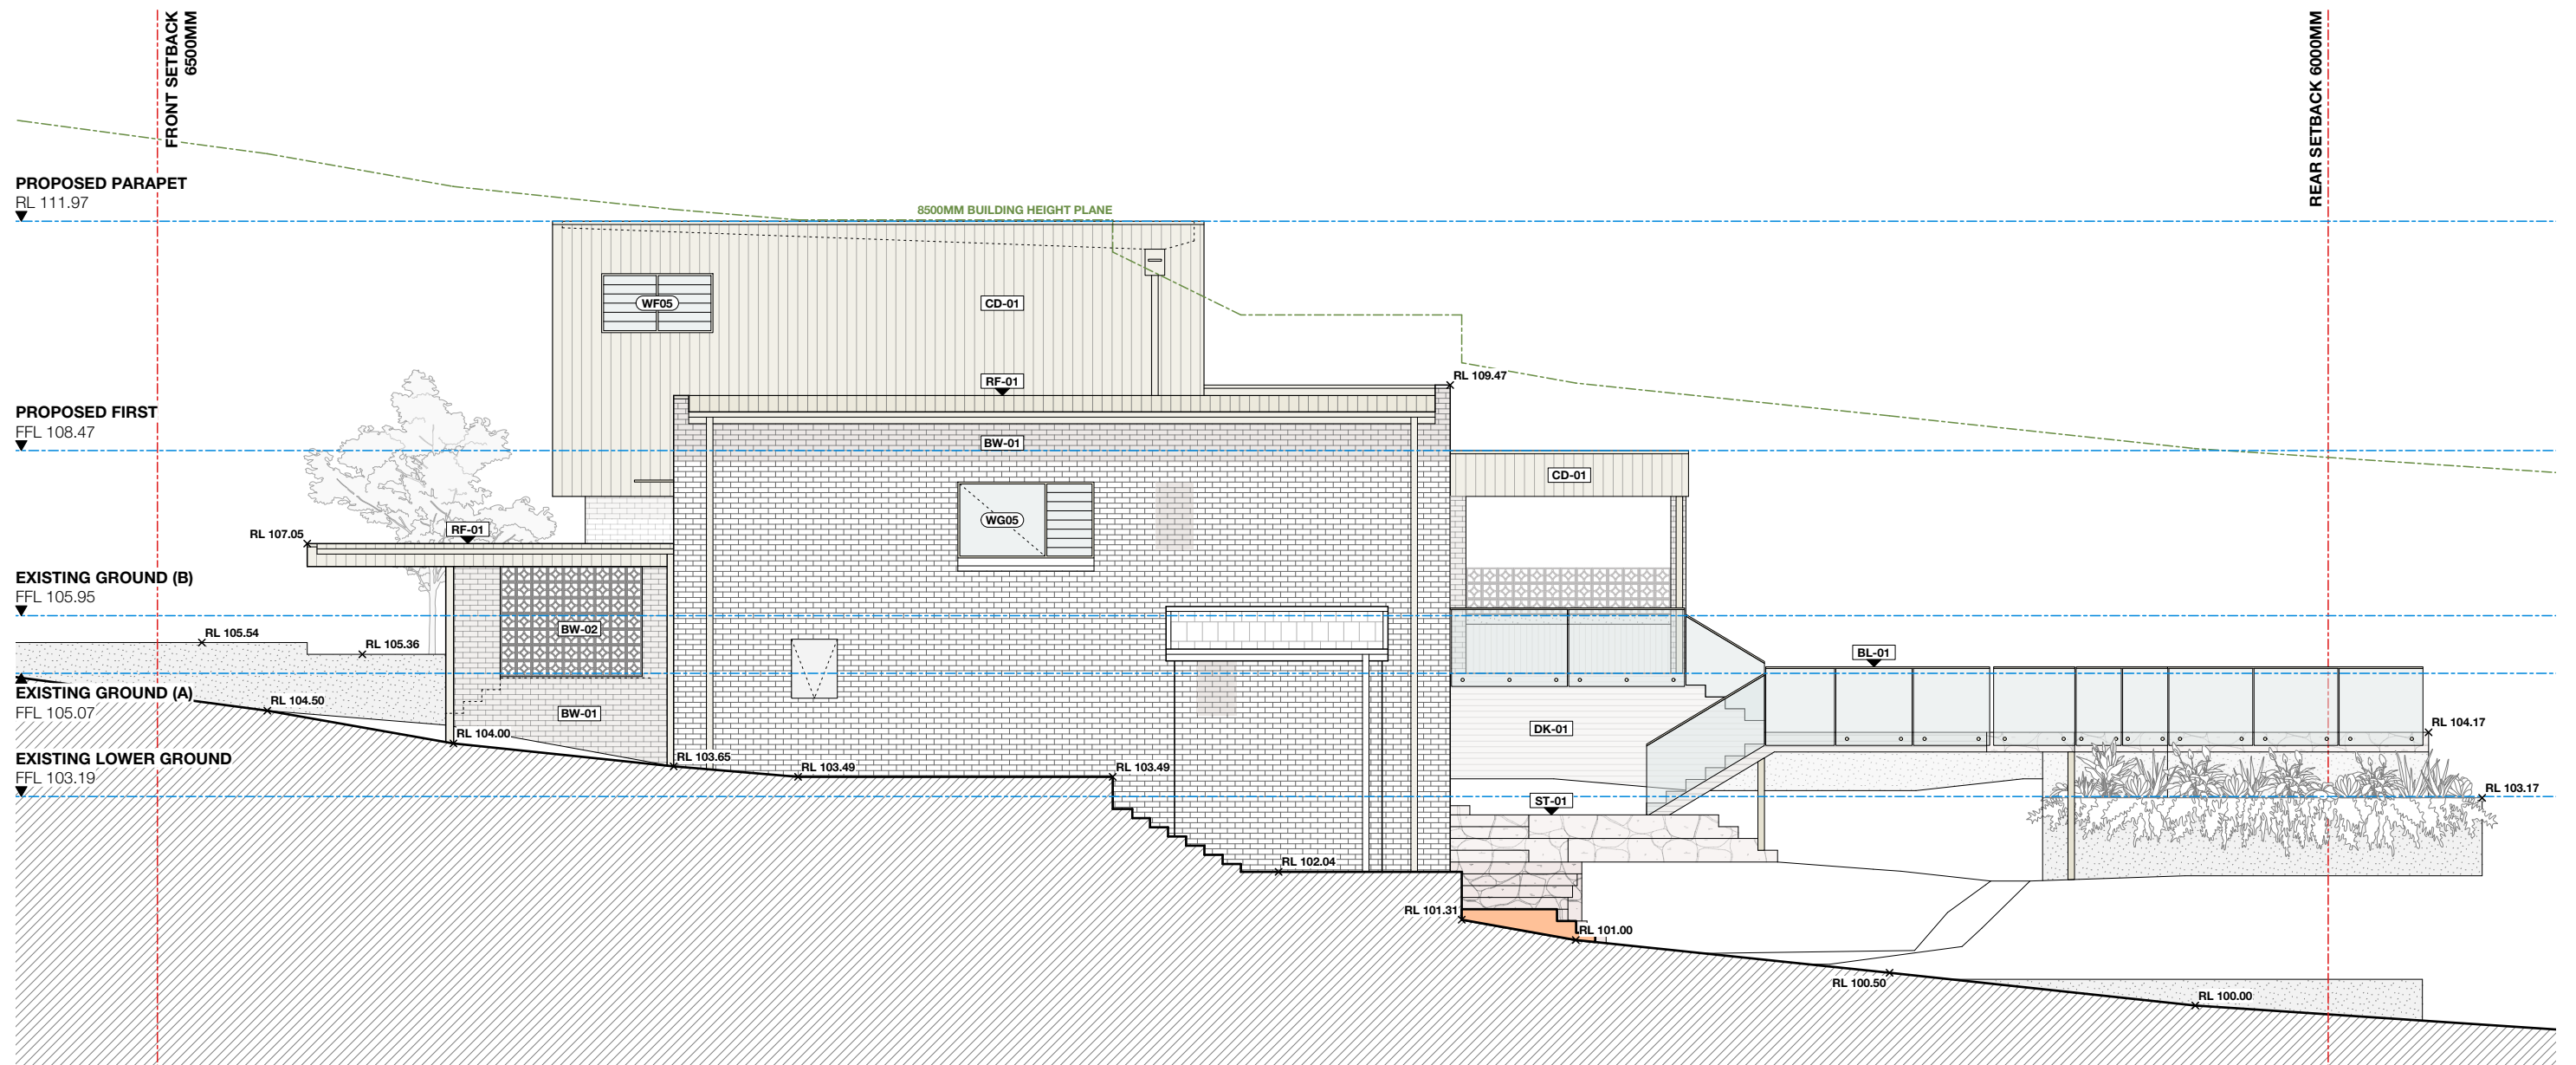 FRONT SETBACK
6500MM
REAR SETBACK 6000MM
PROPOSED PARAPET
RL 111.97
8500MM BUILDING HEIGHT PLANE
WF05
CD-01
RF-01
RL 109.47
PROPOSED FIRST
FFL 108.47
BW-01
CD-01
WG05
RF-01
RL 107.05
EXISTING GROUND (B)
FFL 105.95
BW-02
RL 105.54
RL 105.36
BL-01
EXISTING GROUND (A)
FFL 105.07
RL 104.50
BW-01
RL 104.00
DK-01
RL 104.17
EXISTING LOWER GROUND
FFL 103.19
RL 103.65
RL 103.49
RL 103.49
ST-01
RL 103.17
RL 102.04
RL 101.31
RL 101.00
RL 100.50
RL 100.00